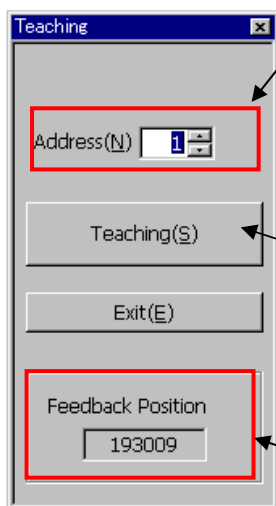 Teaching
Address(N) 1
Teaching(S)
Exit(E)
Feedback Position
193009